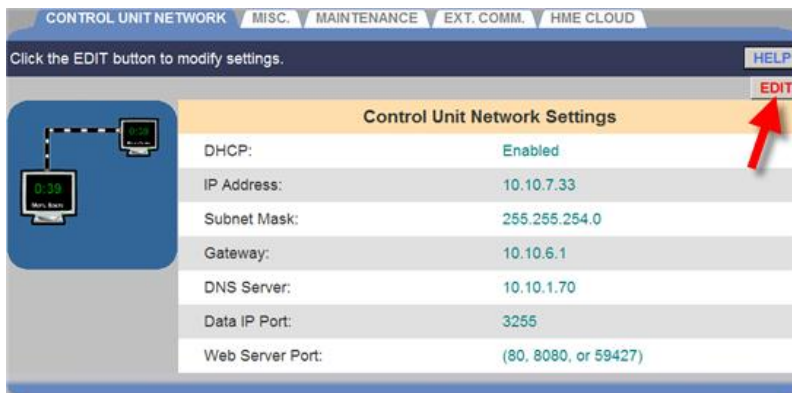 CONTROL UNIT NETWORK MISC. MAINTENANCE EXT. COMM. HME CLOUD
Click the EDIT button to modify settings. HELP
EDIT
Control Unit Network Settings
DHCP: Enabled
IP Address: 10.10.7.33
Subnet Mask: 255.255.254.0
Gateway: 10.10.6.1
DNS Server: 10.10.1.70
Data IP Port: 3255
Web Server Port: (80, 8080, or 59427)
0:39
0:39